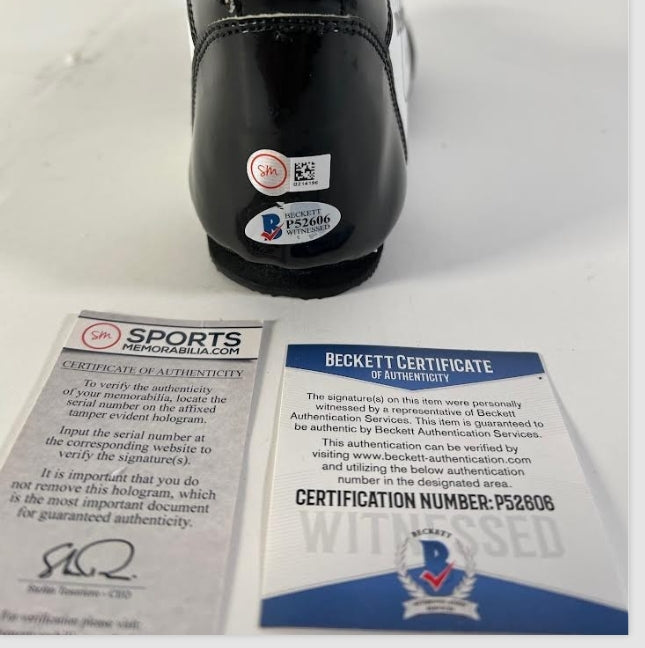 sm
BECKETT
P52606
WITNESSED
sm SPORTS
MEMORABILIA.COM
CERTIFICATE OF AUTHENTICITY
To verify the authenticity
of your memorabilia, locate the
serial number on the affixed
tamper evident hologram.
Input the serial number at
the corresponding website to
verify the signature(s).
It is important that you do
not remove this hologram, which
is the most important document
for guaranteed authenticity.
For verification please visit:
BECKETT CERTIFICATE
OF AUTHENTICITY
The signature(s) on this item were personally
witnessed by a representative of Beckett
Authentication Services. This item is guaranteed to
be authentic by Beckett Authentication Services.
This authentication can be verified by
visiting www.beckett-authentication.com
and utilizing the below authentication
number in the designated area.
CERTIFICATION NUMBER: P52606
WITNESSED
BECKETT
B